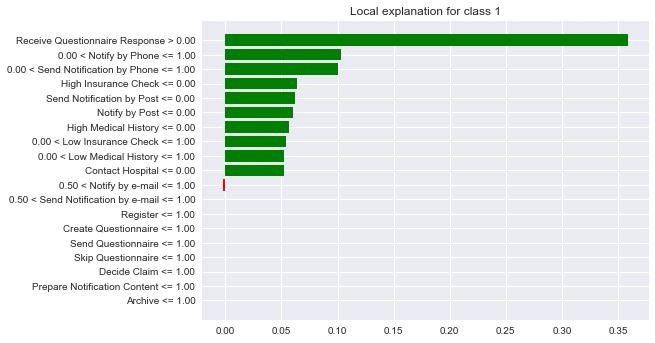 Local explanation for class 1
Receive Questionnaire Response > 0.00
0.00 < Notify by Phone <= 1.00
0.00 < Send Notification by Phone <= 1.00
High Insurance Check <= 0.00
Send Notification by Post <= 0.00
Notify by Post <= 0.00
High Medical History <= 0.00
0.00 < Low Insurance Check <= 1.00
0.00 < Low Medical History <= 1.00
Contact Hospital <= 0.00
0.50 < Notify by e-mail <= 1.00
0.50 < Send Notification by e-mail <= 1.00
Register <= 1.00
Create Questionnaire <= 1.00
Send Questionnaire <= 1.00
Skip Questionnaire <= 1.00
Decide Claim <= 1.00
Prepare Notification Content <= 1.00
Archive <= 1.00
0.00 0.05 0.10 0.15 0.20 0.25 0.30 0.35